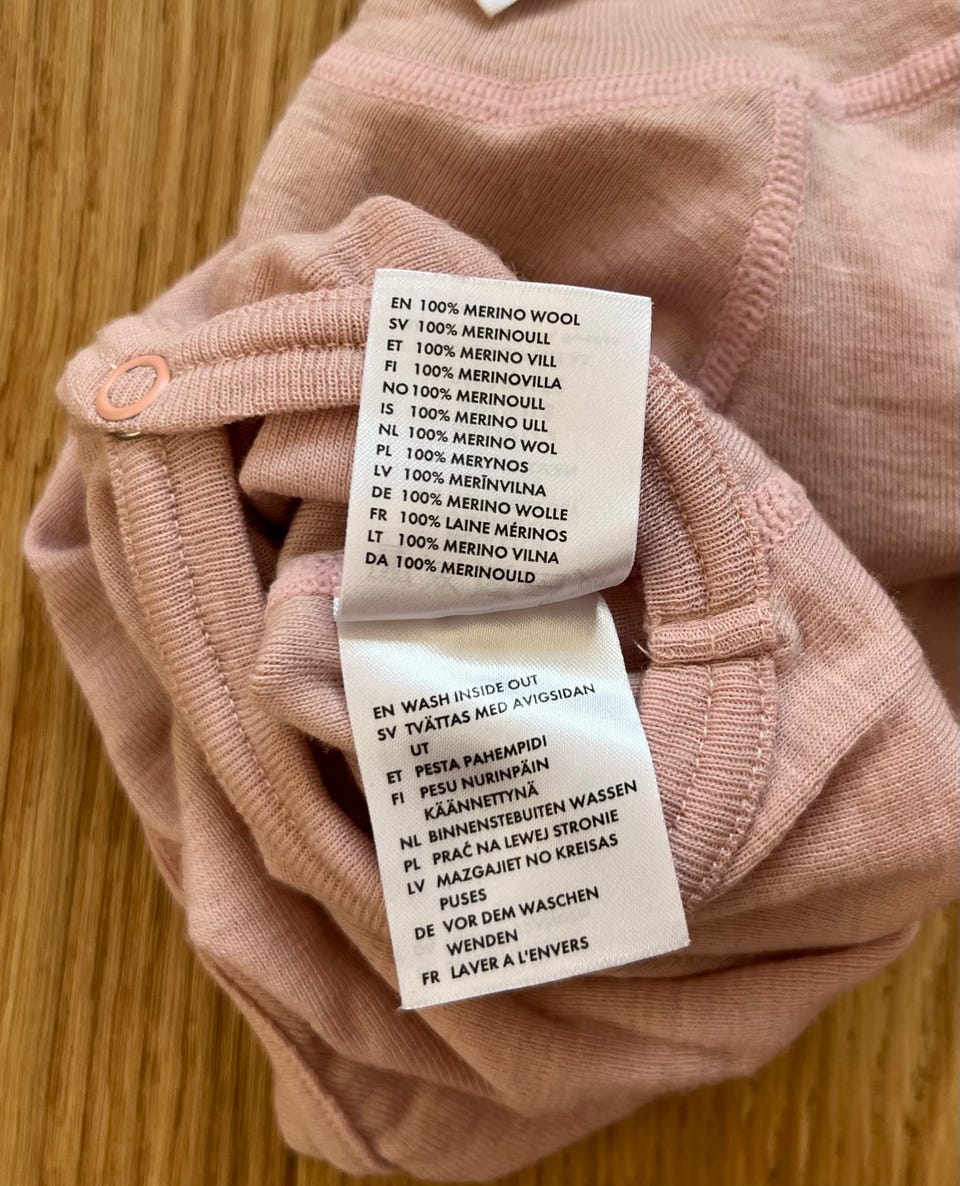 EN 100% MERINO WOOL
SV 100% MERINOULL
ET 100% MERINO VILL
FI 100% MERINOVILLA
NO 100% MERINOULL
IS 100% MERINO ULL
NL 100% MERINO WOL
PL 100% MERYNOS
LV 100% MERĪNVILNA
DE 100% MERINO WOLLE
FR 100% LAINE MÉRINOS
LT 100% MERINO VILNA
DA 100% MERINOULD
EN WASH INSIDE OUT
SV TVÄTTAS MED AVIGSIDAN
UT
ET PESTA PAHEMPIDI
FI PESU NURINPÄIN
KÄÄNNETTYNÄ
NL BINNENSTEBUITEN WASSEN
PL PRAĆ NA LEWEJ STRONIE
LV MAZGAJIET NO KREISAS
PUSES
DE VOR DEM WASCHEN
WENDEN
FR LAVER A L'ENVERS